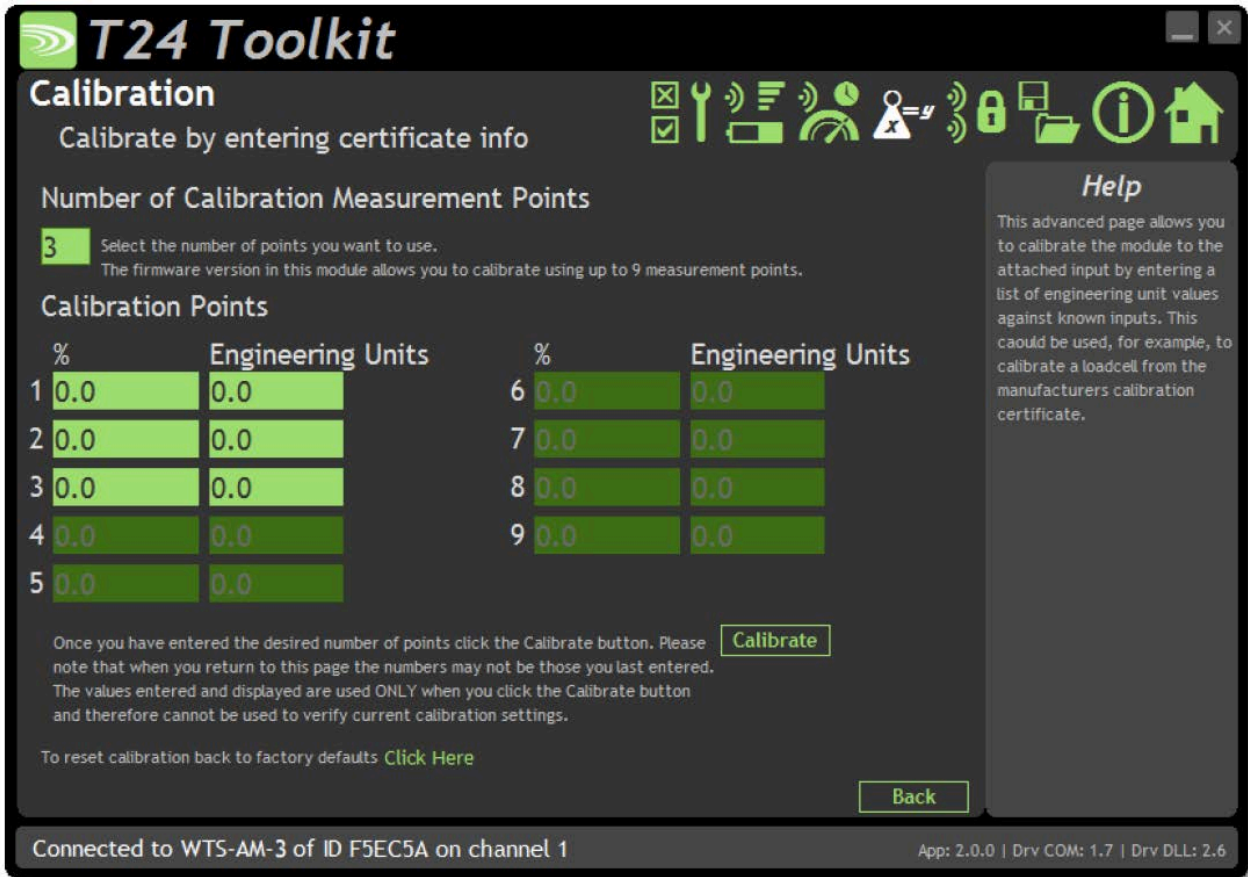 T24 Toolkit
Calibration
Calibrate by entering certificate info
x=y
Number of Calibration Measurement Points
3
Select the number of points you want to use.
The firmware version in this module allows you to calibrate using up to 9 measurement points.
Calibration Points
% Engineering Units % Engineering Units
1 0.0 0.0 6 0.0 0.0
2 0.0 0.0 7 0.0 0.0
3 0.0 0.0 8 0.0 0.0
4 0.0 0.0 9 0.0 0.0
5 0.0 0.0
Once you have entered the desired number of points click the Calibrate button. Please
note that when you return to this page the numbers may not be those you last entered.
The values entered and displayed are used ONLY when you click the Calibrate button
and therefore cannot be used to verify current calibration settings.
Calibrate
To reset calibration back to factory defaults Click Here
Back
Help
This advanced page allows you
to calibrate the module to the
attached input by entering a
list of engineering unit values
against known inputs. This
caould be used, for example, to
calibrate a loadcell from the
manufacturers calibration
certificate.
Connected to WTS-AM-3 of ID F5EC5A on channel 1
App: 2.0.0 | Drv COM: 1.7 | Drv DLL: 2.6